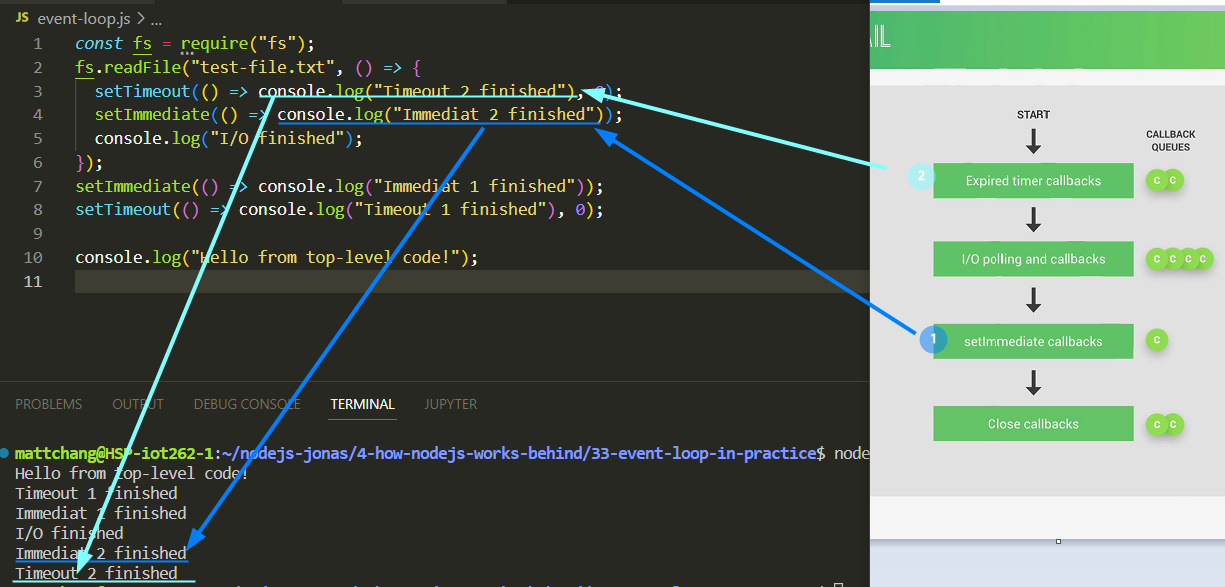 JS event-loop.js > ...
1 const fs = require("fs");
2 fs.readFile("test-file.txt", () => {
3 setTimeout(() => console.log("Timeout 2 finished"), 0);
4 setImmediate(() => console.log("Immediat 2 finished"));
5 console.log("I/O finished");
6 });
7 setImmediate(() => console.log("Immediat 1 finished"));
8 setTimeout(() => console.log("Timeout 1 finished"), 0);
9
10 console.log("Hello from top-level code!");
11
PROBLEMS OUTPUT DEBUG CONSOLE TERMINAL JUPYTER
mattchang@HSP-iot262-1:~/nodejs-jonas/4-how-nodejs-works-behind/33-event-loop-in-practice$ node
Hello from top-level code!
Timeout 1 finished
Immediat 1 finished
I/O finished
Immediat 2 finished
Timeout 2 finished
START
CALLBACK
QUEUES
2 Expired timer callbacks C C
I/O polling and callbacks C C C C
1 setImmediate callbacks C
Close callbacks C C